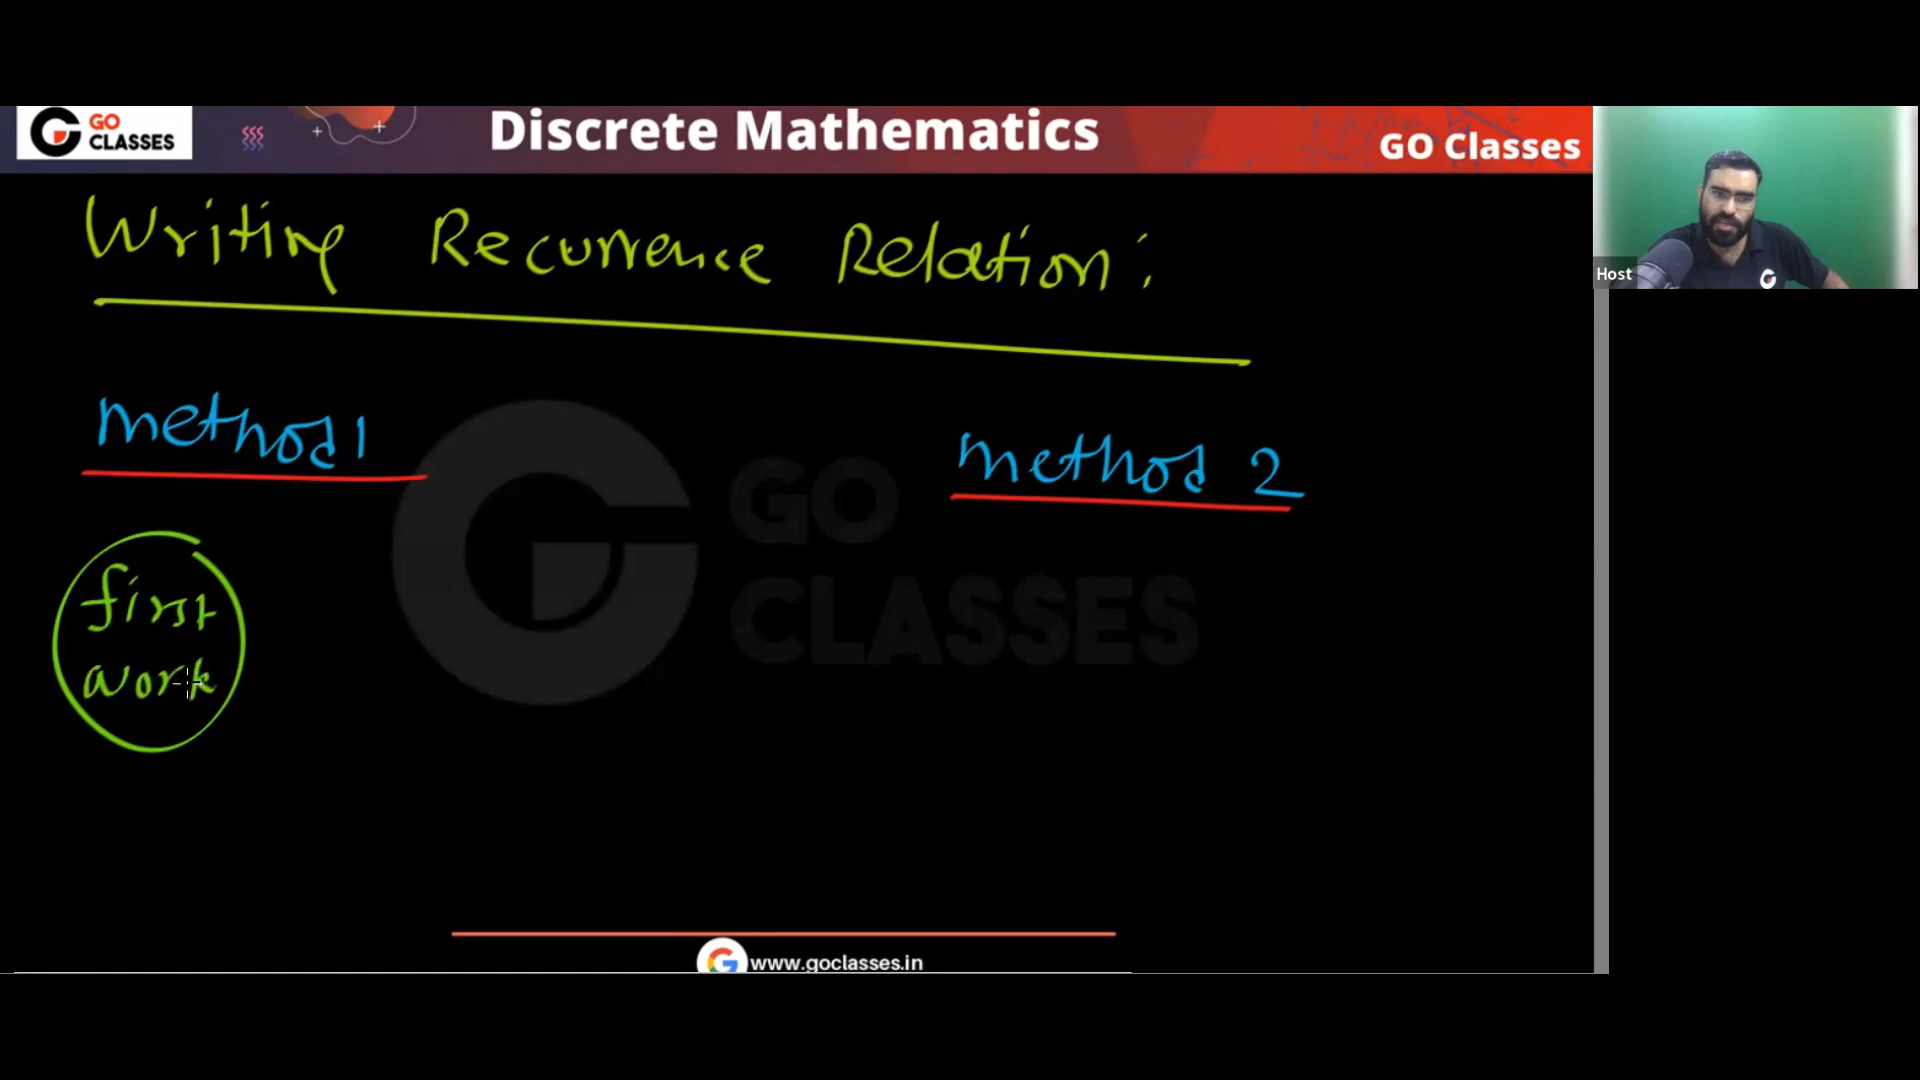 GO
CLASSES
Discrete Mathematics
GO Classes
Writing Recurrence Relation:
Host
method 1
method 2
GO
CLASSES
first
work
www.goclasses.in